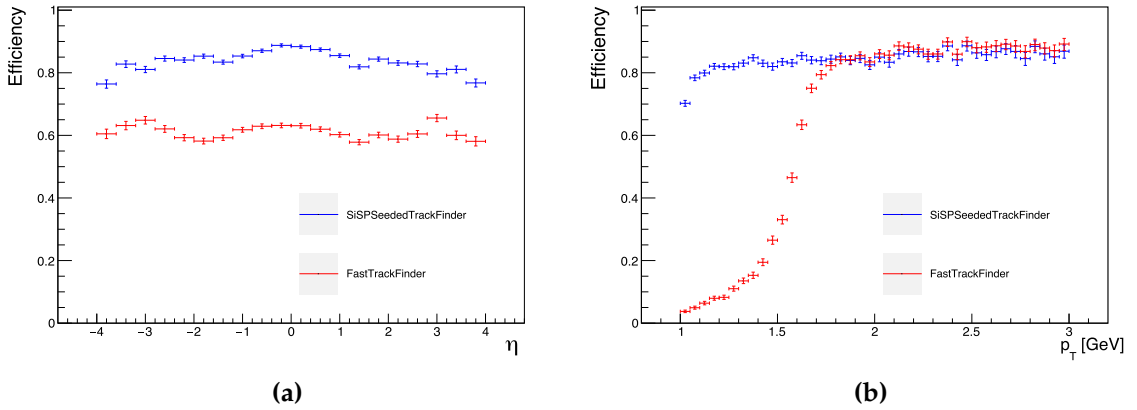 Efficiency
1
0.8
0.6
0.4
0.2
0
−4 −3 −2 −1 0 1 2 3 4
η
SiSPSeededTrackFinder
FastTrackFinder
(a)
Efficiency
1
0.8
0.6
0.4
0.2
0
1 1.5 2 2.5 3
p_T [GeV]
SiSPSeededTrackFinder
FastTrackFinder
(b)